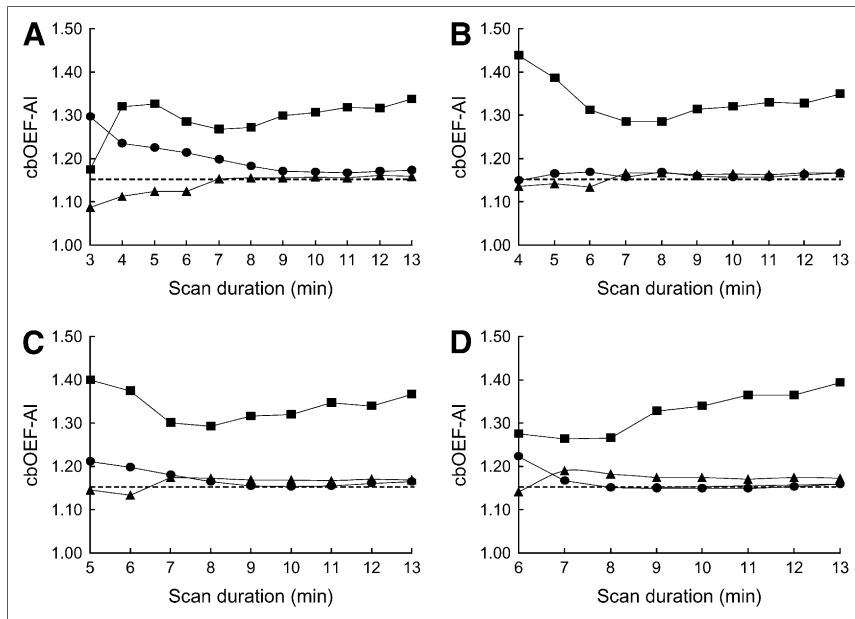 A
1.50
1.40
1.30
1.20
1.10
1.00
cbOEF-AI
3 4 5 6 7 8 9 10 11 12 13
Scan duration (min)
B
1.50
1.40
1.30
1.20
1.10
1.00
cbOEF-AI
4 5 6 7 8 9 10 11 12 13
Scan duration (min)
C
1.50
1.40
1.30
1.20
1.10
1.00
cbOEF-AI
5 6 7 8 9 10 11 12 13
Scan duration (min)
D
1.50
1.40
1.30
1.20
1.10
1.00
cbOEF-AI
6 7 8 9 10 11 12 13
Scan duration (min)